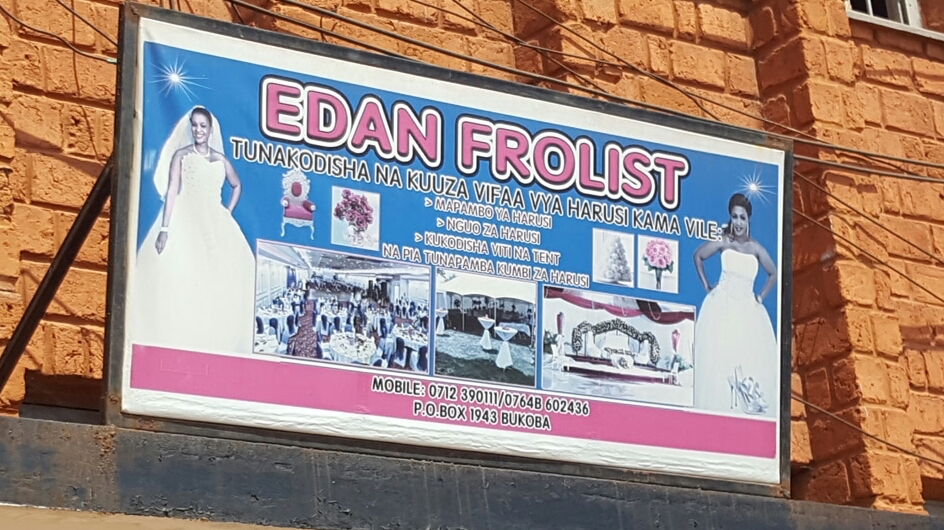 EDAN FROLIST
TUNAKODISHA NA KUUZA VIFAA VYA HARUSI KAMA VILE:
> MAPAMBO YA HARUSI
> NGUO ZA HARUSI
> KUKODISHA VITI NA TENT
NA PIA TUNAPAMBA KUMBI ZA HARUSI
MOBILE: 0712 390111/0764B 602436
P.O.BOX 1943 BUKOBA